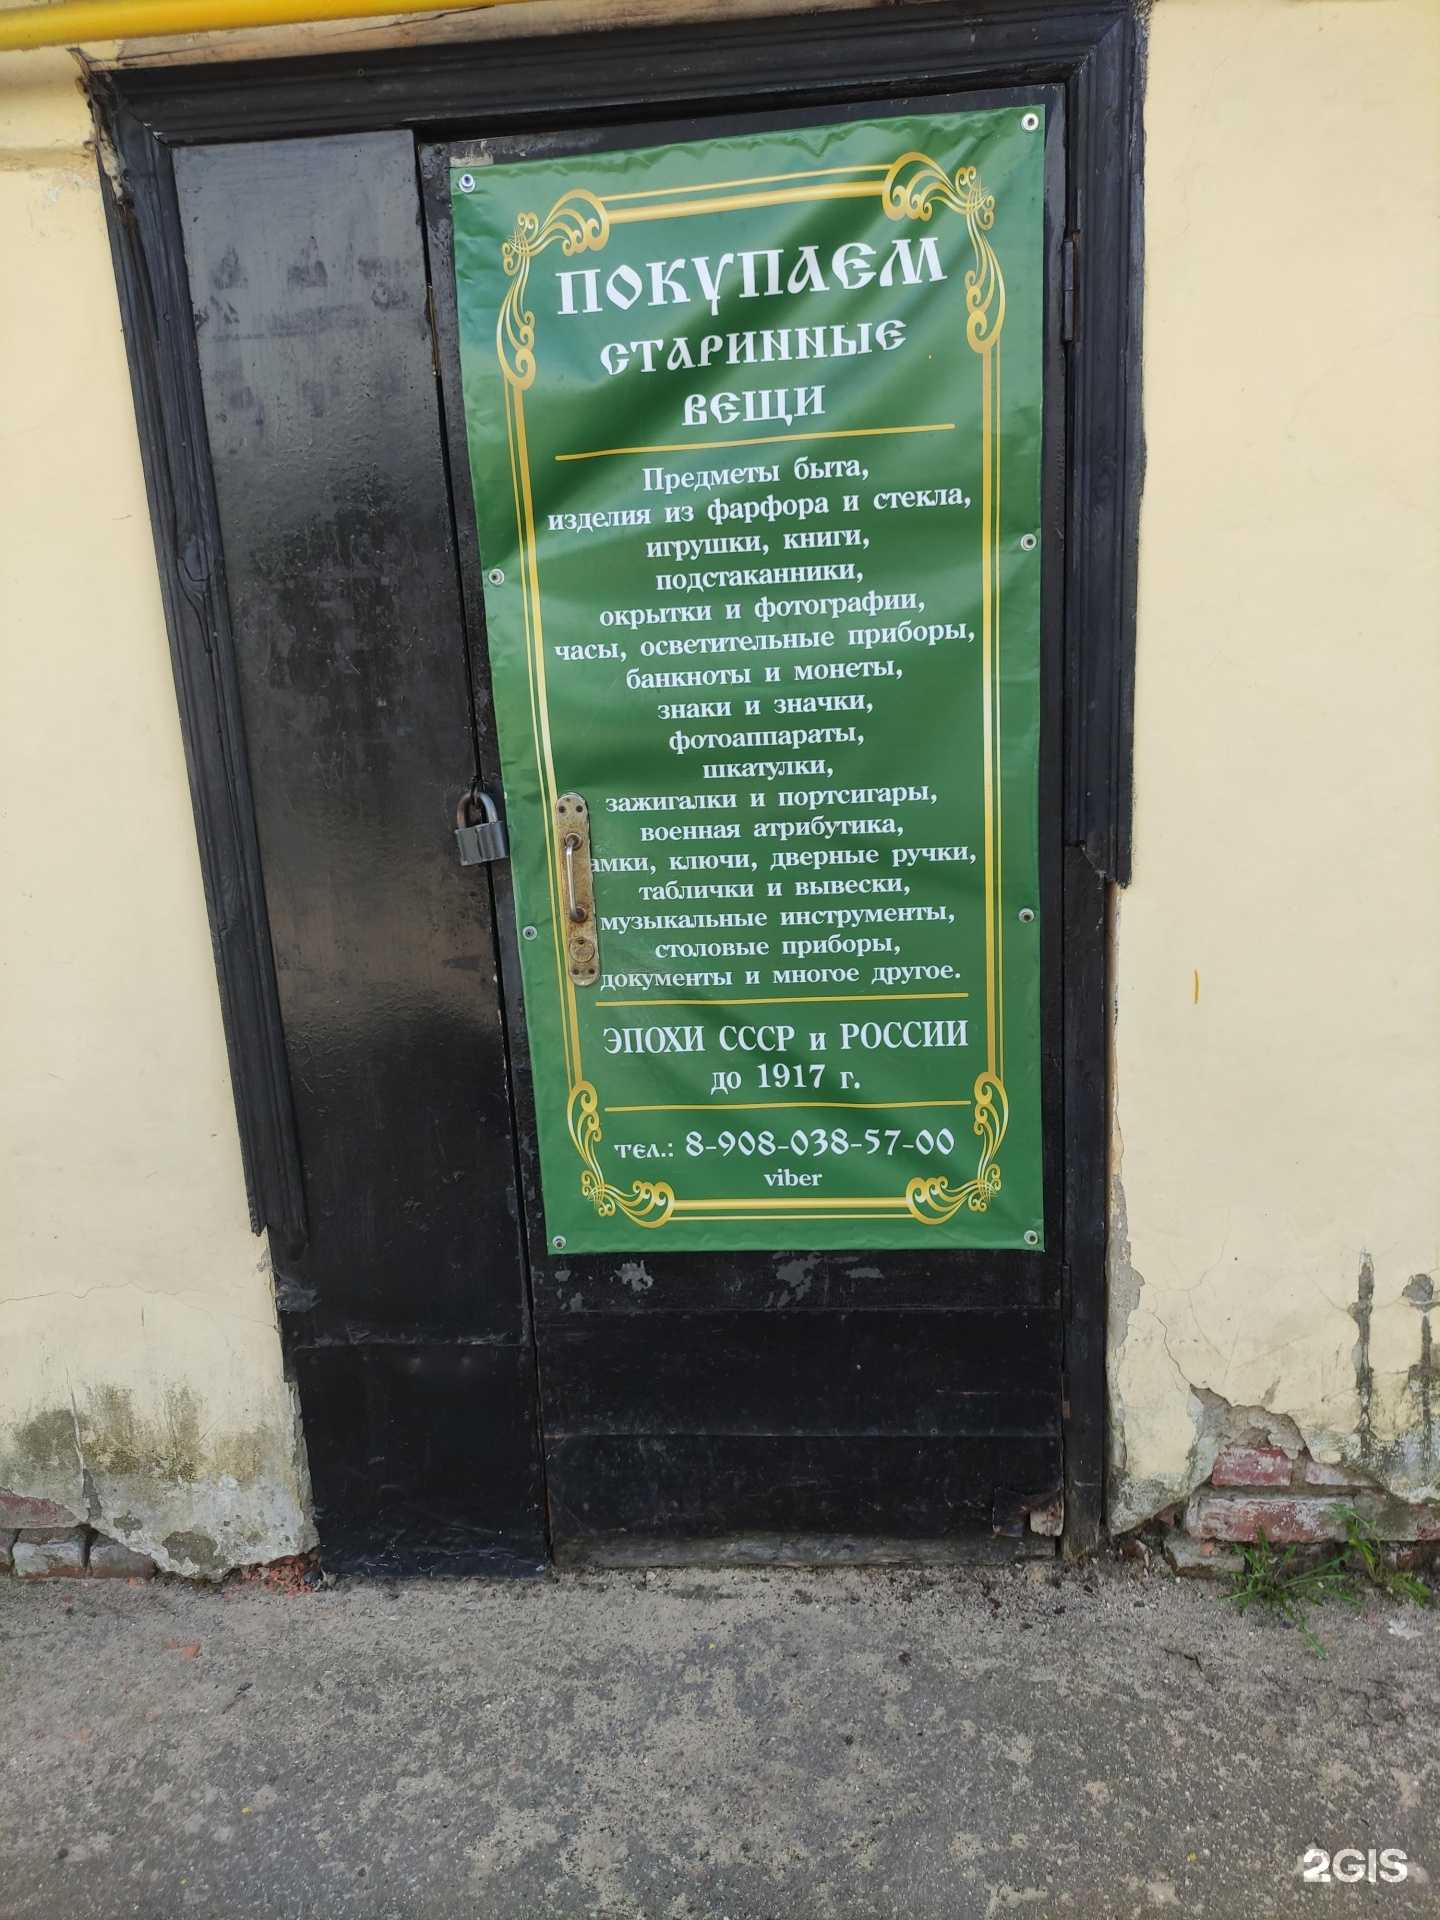 ПОКУПАЕМ
СТАРИННЫЕ
ВЕЩИ
Предметы быта,
изделия из фарфора и стекла,
игрушки, книги,
подстаканники,
окрытки и фотографии,
часы, осветительные приборы,
банкноты и монеты,
знаки и значки,
фотоаппараты,
шкатулки,
зажигалки и портсигары,
военная атрибутика,
амки, ключи, дверные ручки,
таблички и вывески,
музыкальные инструменты,
столовые приборы,
документы и многое другое.
ЭПОХИ СССР и РОССИИ
до 1917 г.
тел.: 8-908-038-57-00
viber
2GIS